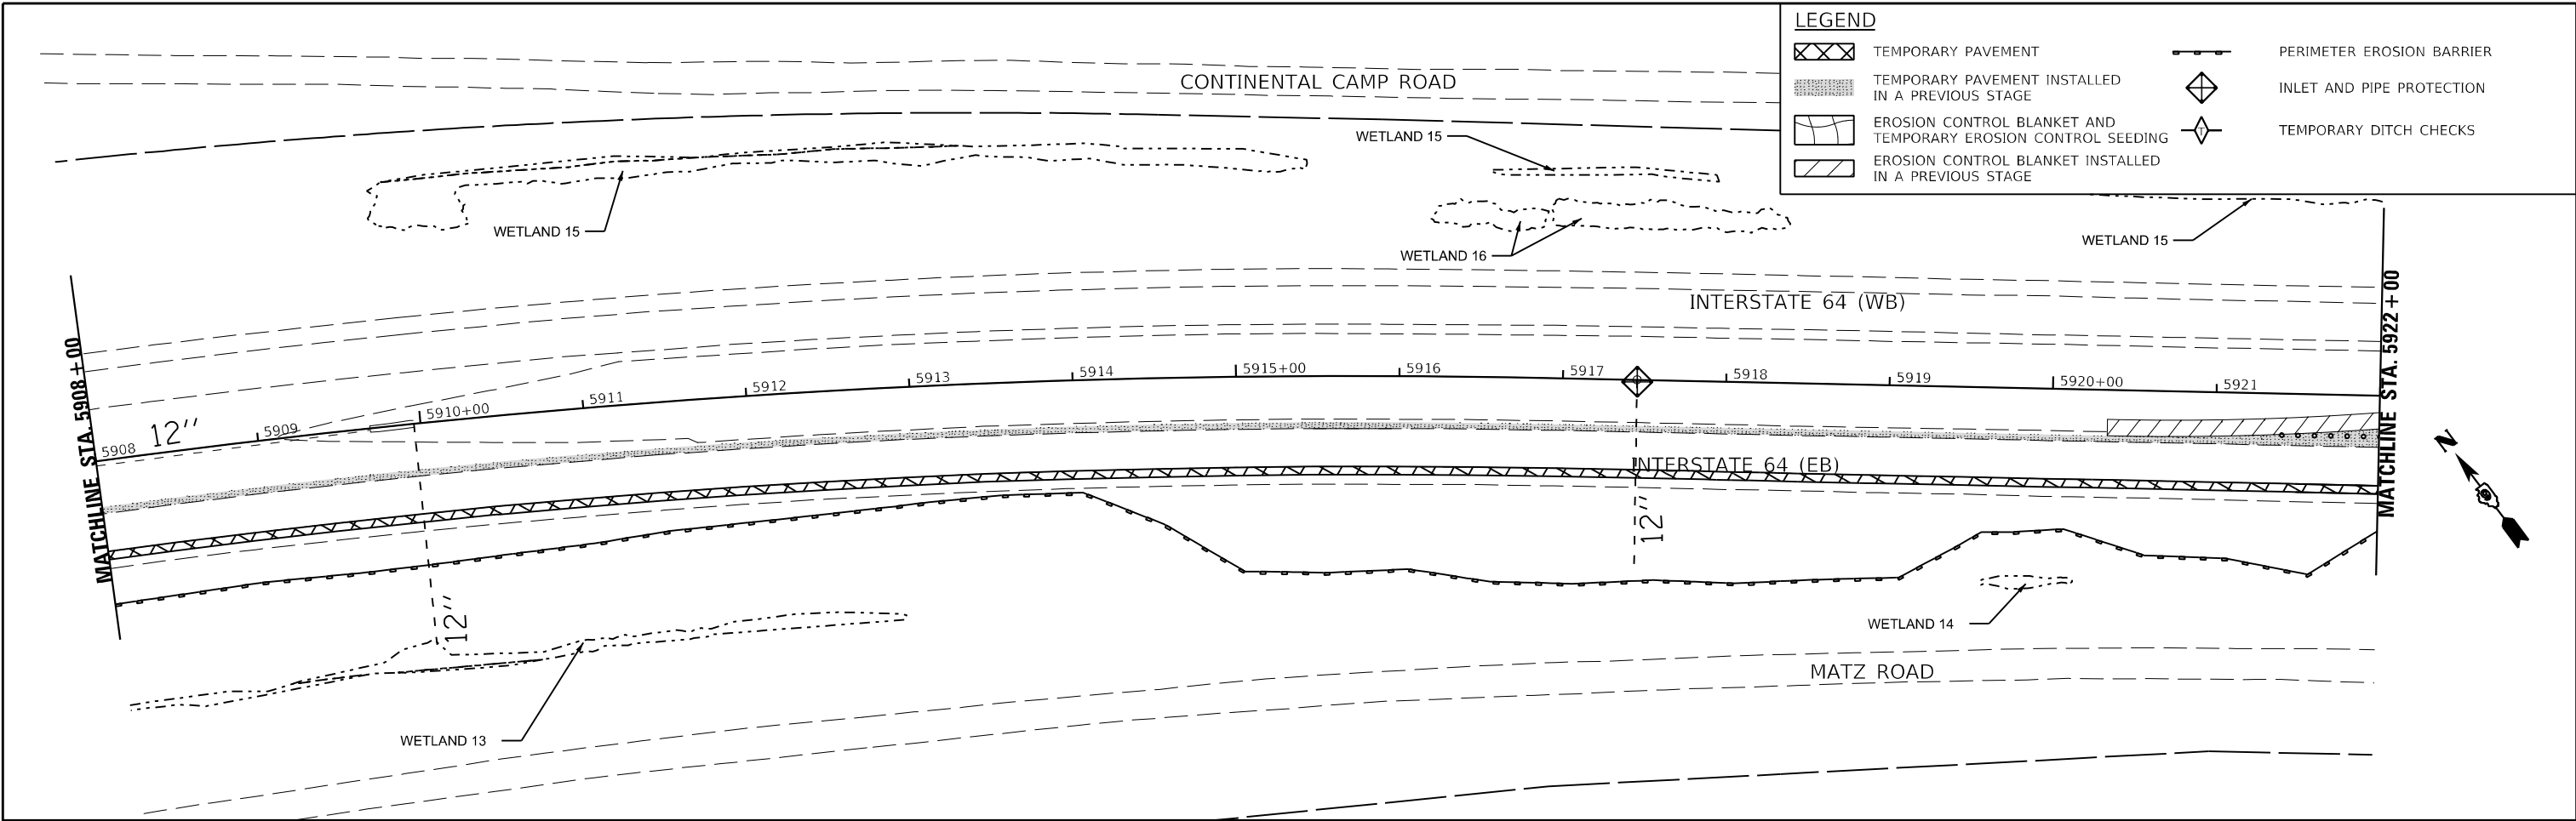 LEGEND
TEMPORARY PAVEMENT
TEMPORARY PAVEMENT INSTALLED
IN A PREVIOUS STAGE
EROSION CONTROL BLANKET AND
TEMPORARY EROSION CONTROL SEEDING
EROSION CONTROL BLANKET INSTALLED
IN A PREVIOUS STAGE
PERIMETER EROSION BARRIER
INLET AND PIPE PROTECTION
T
TEMPORARY DITCH CHECKS
CONTINENTAL CAMP ROAD
WETLAND 15
WETLAND 15
WETLAND 16
WETLAND 15
INTERSTATE 64 (WB)
MATCHLINE STA. 5908+00
5908
12''
5909
5910+00
5911
5912
5913
5914
5915+00
5916
5917
5918
5919
5920+00
5921
MATCHLINE STA. 5922+00
N
INTERSTATE 64 (EB)
12''
12''
WETLAND 14
WETLAND 13
MATZ ROAD